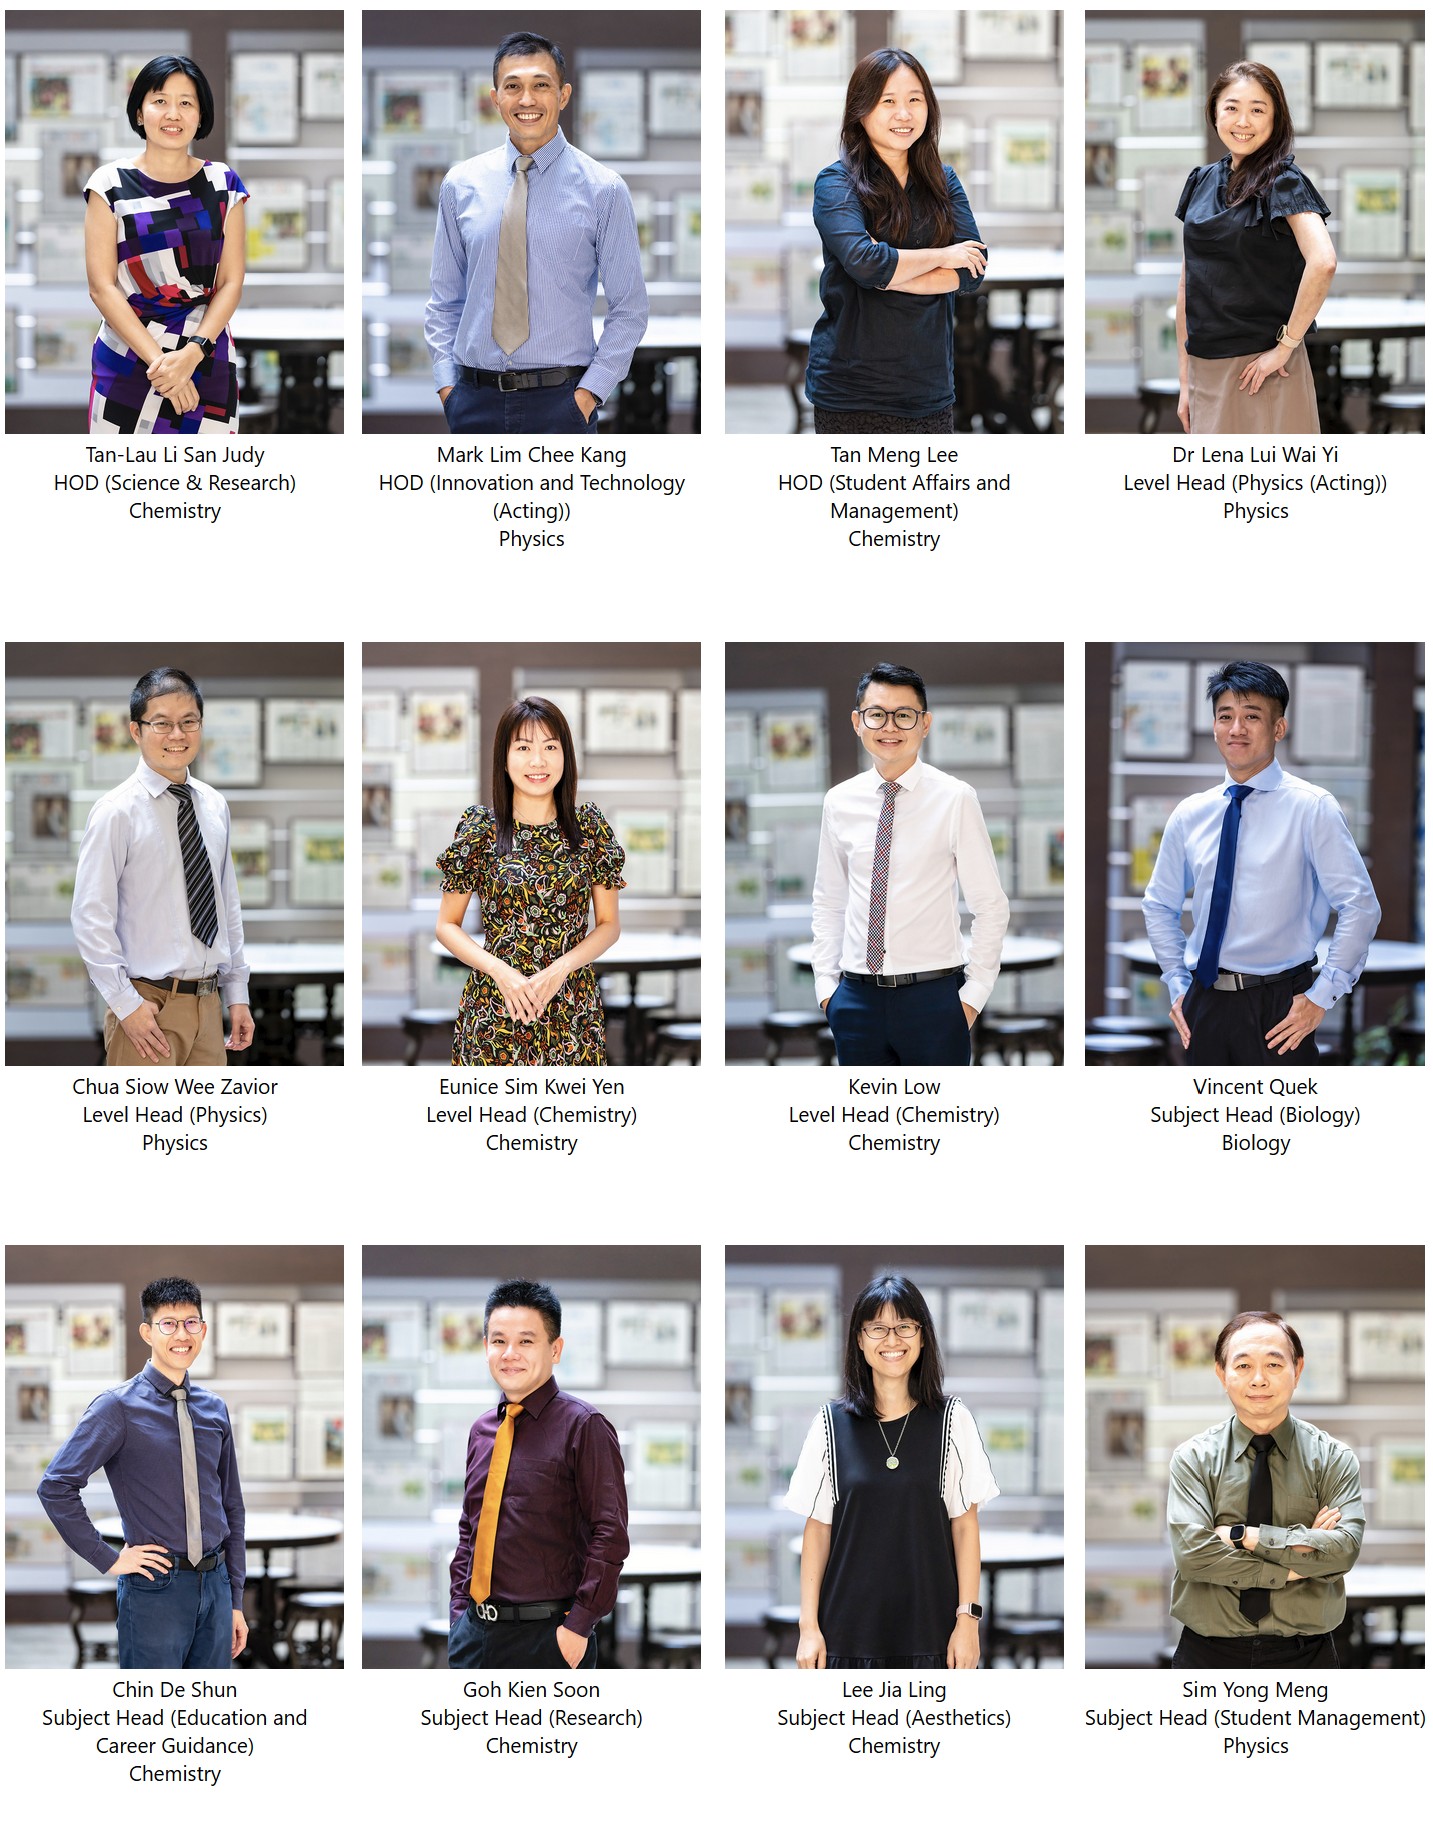 Tan-Lau Li San Judy
HOD (Science & Research)
Chemistry
Mark Lim Chee Kang
HOD (Innovation and Technology
(Acting))
Physics
Tan Meng Lee
HOD (Student Affairs and
Management)
Chemistry
Dr Lena Lui Wai Yi
Level Head (Physics (Acting))
Physics
Chua Siow Wee Zavior
Level Head (Physics)
Physics
Eunice Sim Kwei Yen
Level Head (Chemistry)
Chemistry
Kevin Low
Level Head (Chemistry)
Chemistry
Vincent Quek
Subject Head (Biology)
Biology
Chin De Shun
Subject Head (Education and
Career Guidance)
Chemistry
Goh Kien Soon
Subject Head (Research)
Chemistry
Lee Jia Ling
Subject Head (Aesthetics)
Chemistry
Sim Yong Meng
Subject Head (Student Management)
Physics